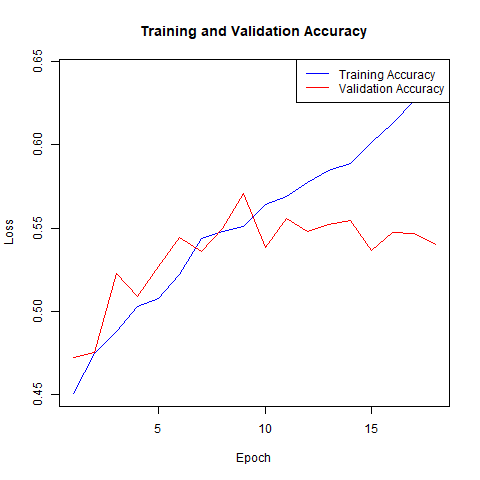 Training and Validation Accuracy
Training Accuracy
Validation Accuracy
0.65
0.60
0.55
0.50
0.45
Loss
5
10
15
Epoch